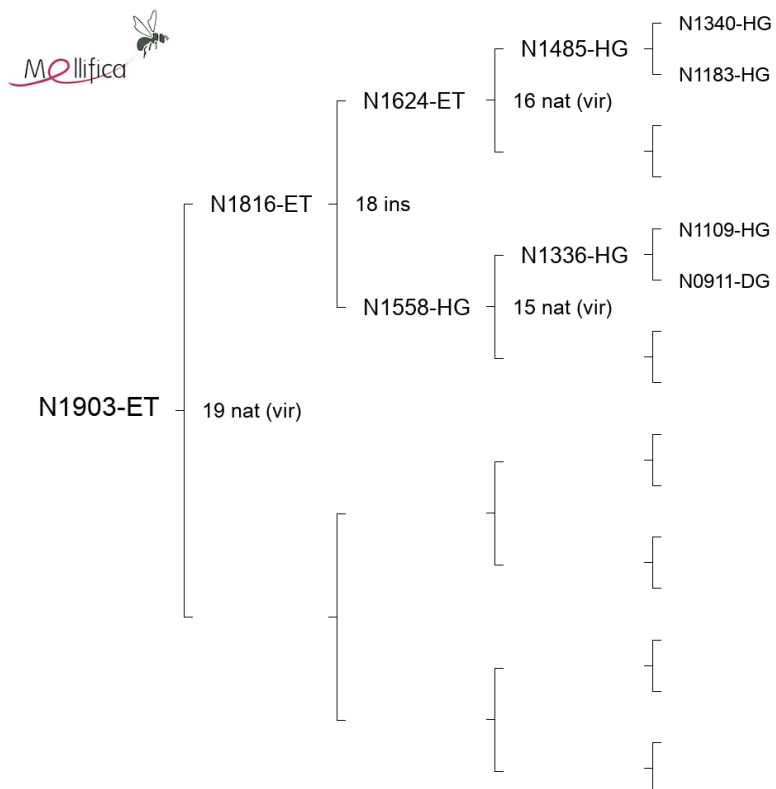 Mellifica
N1340-HG
N1485-HG
N1183-HG
N1624-ET
16 nat (vir)
N1816-ET
18 ins
N1109-HG
N1336-HG
N0911-DG
N1558-HG
15 nat (vir)
N1903-ET
19 nat (vir)